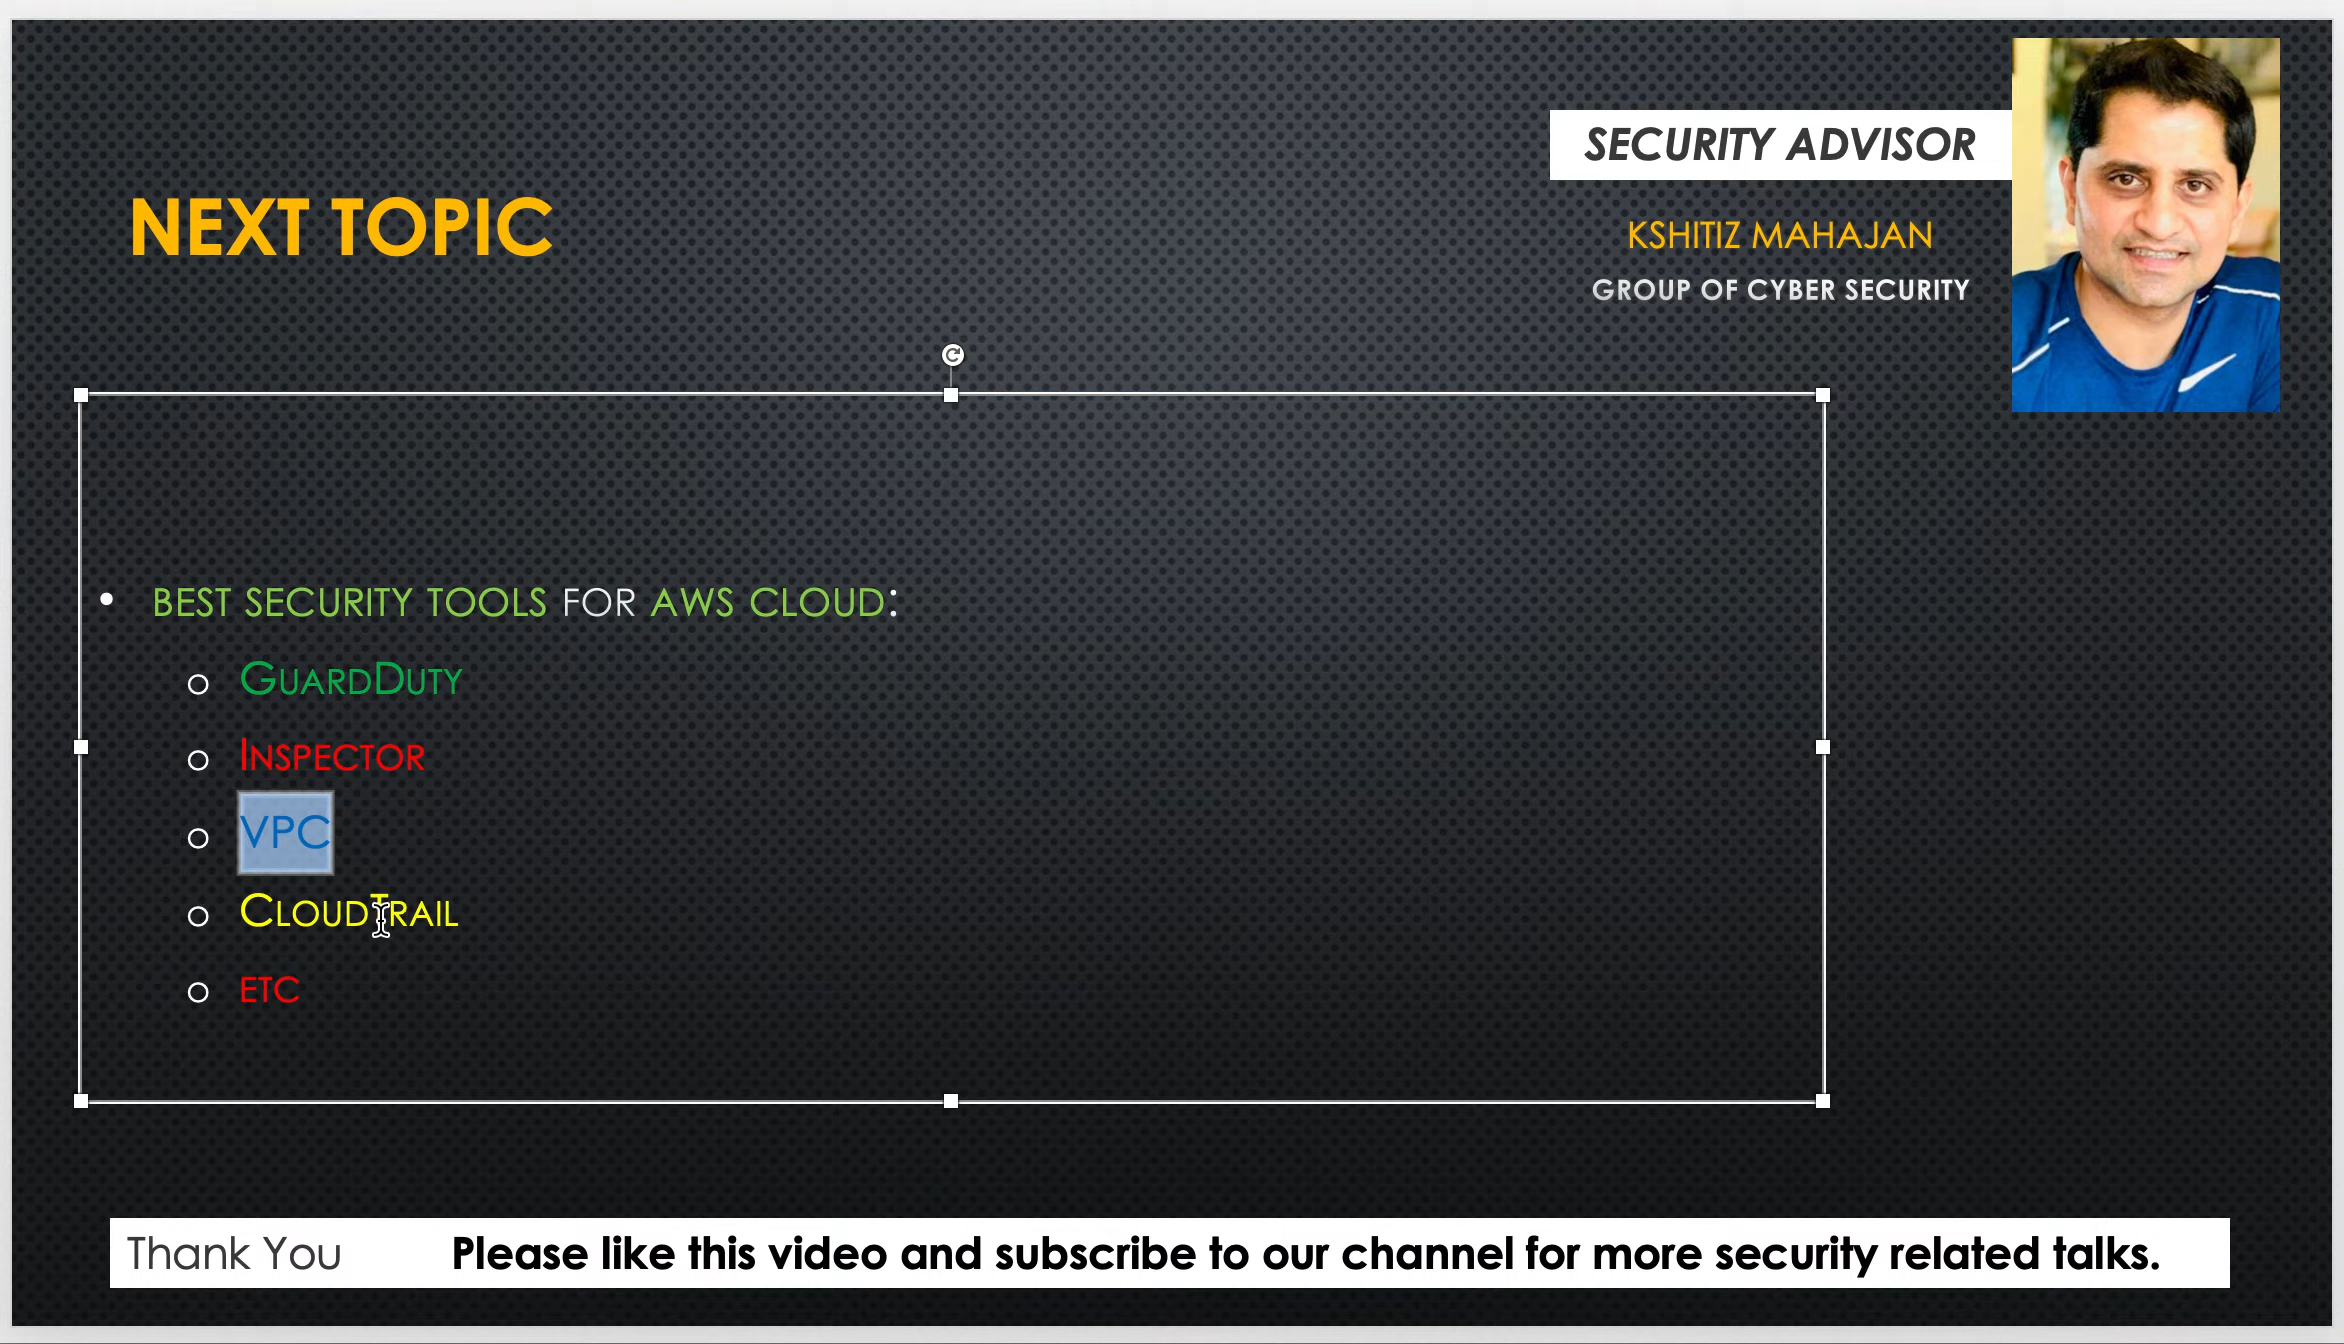 SECURITY ADVISOR
NEXT TOPIC
KSHITIZ MAHAJAN
GROUP OF CYBER SECURITY
• BEST SECURITY TOOLS FOR AWS CLOUD:
o GUARDDUTY
o INSPECTOR
o VPC
o CLOUDTRAIL
o ETC
Thank You Please like this video and subscribe to our channel for more security related talks.